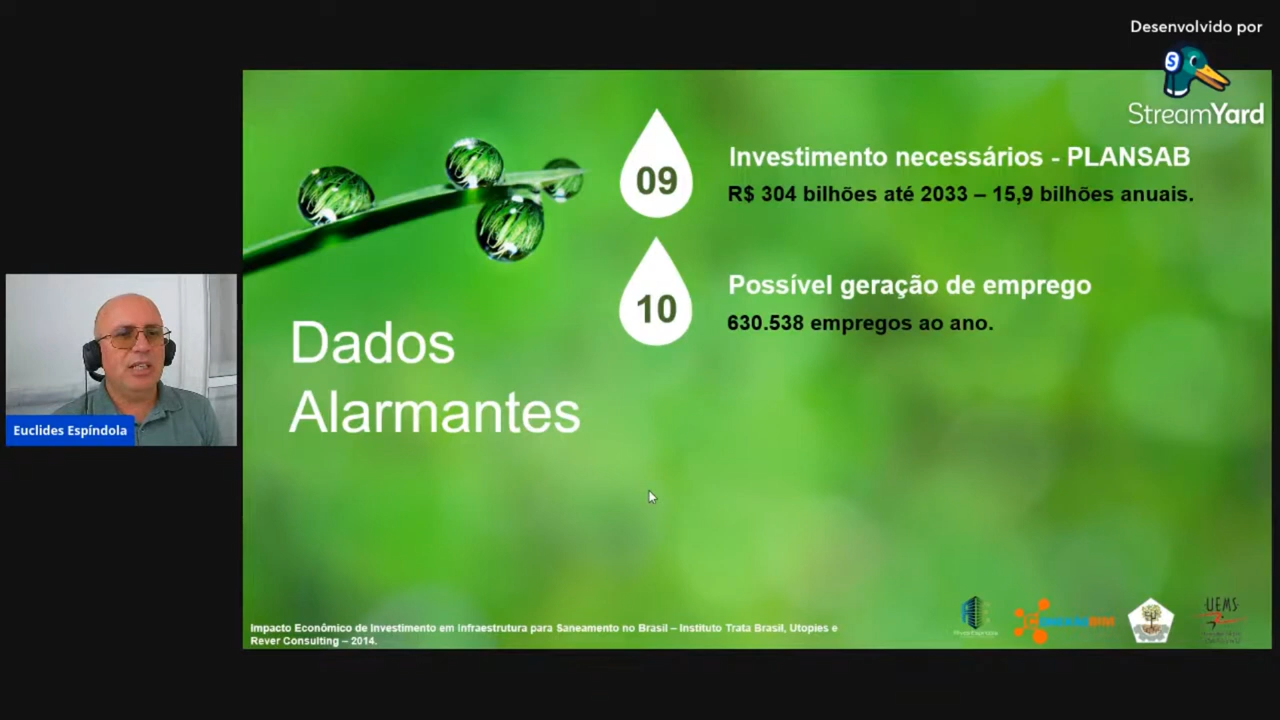 Desenvolvido por
StreamYard
09
Investimento necessários - PLANSAB
R$ 304 bilhões até 2033 – 15,9 bilhões anuais.
10
Possível geração de emprego
630.538 empregos ao ano.
Dados
Alarmantes
Euclides Espíndola
Impacto Econômico de Investimento em Infraestrutura para Saneamento no Brasil – Instituto Trata Brasil, Utopies e
Rever Consulting – 2014.
UEMS